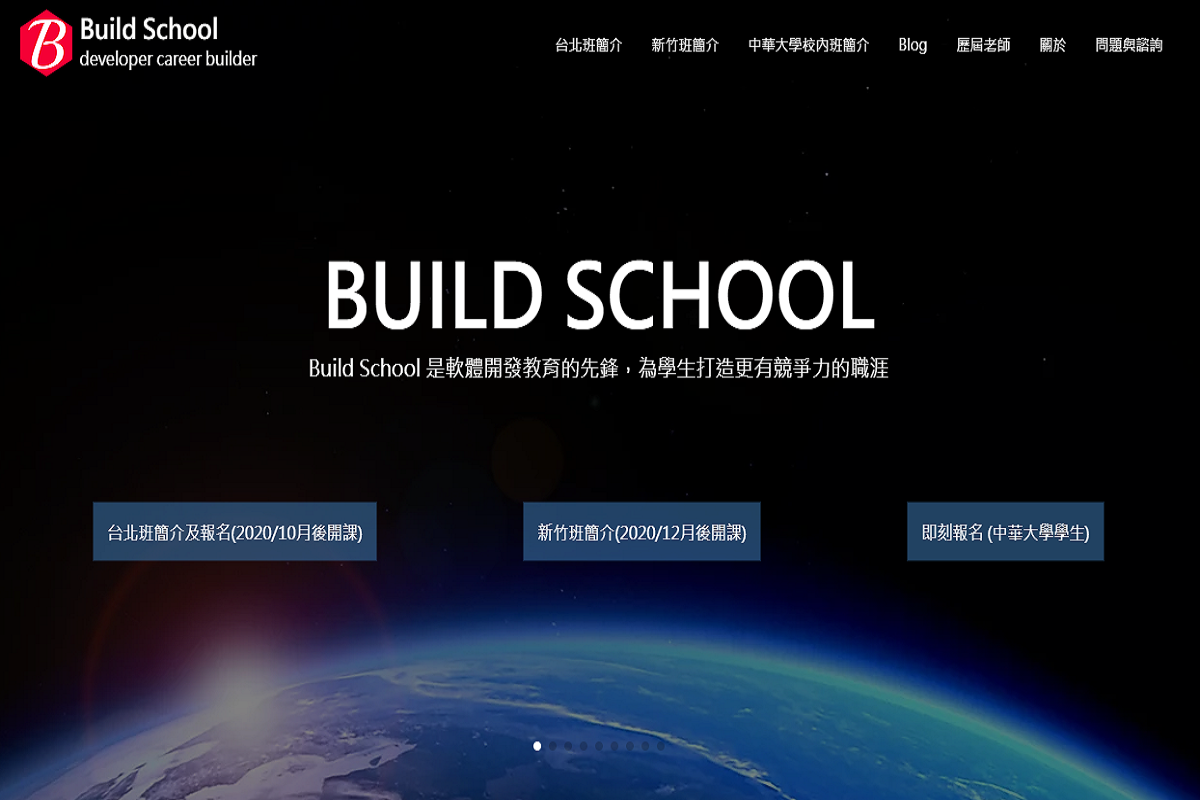 Build School
developer career builder
台北班簡介
新竹班簡介
中華大學校內班簡介
Blog
歷屆老師
關於
問題與諮詢
BUILD SCHOOL
Build School 是軟體開發教育的先鋒，為學生打造更有競爭力的職涯
台北班簡介及報名(2020/10月後開課)
新竹班簡介(2020/12月後開課)
即刻報名 (中華大學學生)